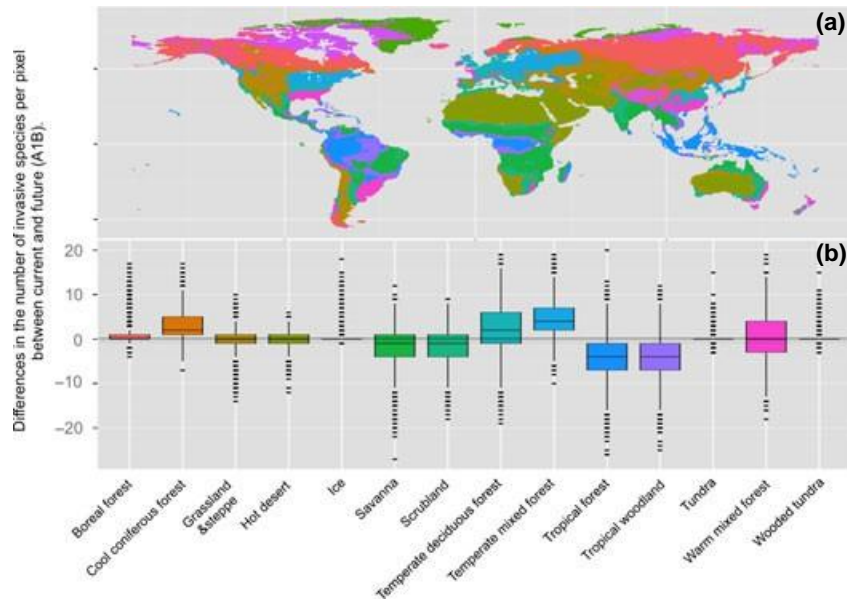 (a)
Differences in the number of invasive species per pixel
between current and future (A1B).
(b)
20
10
0
−10
−20
Boreal forest
Cool coniferous forest
Grassland
&steppe
Hot desert
Ice
Savanna
Scrubland
Temperate deciduous forest
Temperate mixed forest
Tropical forest
Tropical woodland
Tundra
Warm mixed forest
Wooded tundra